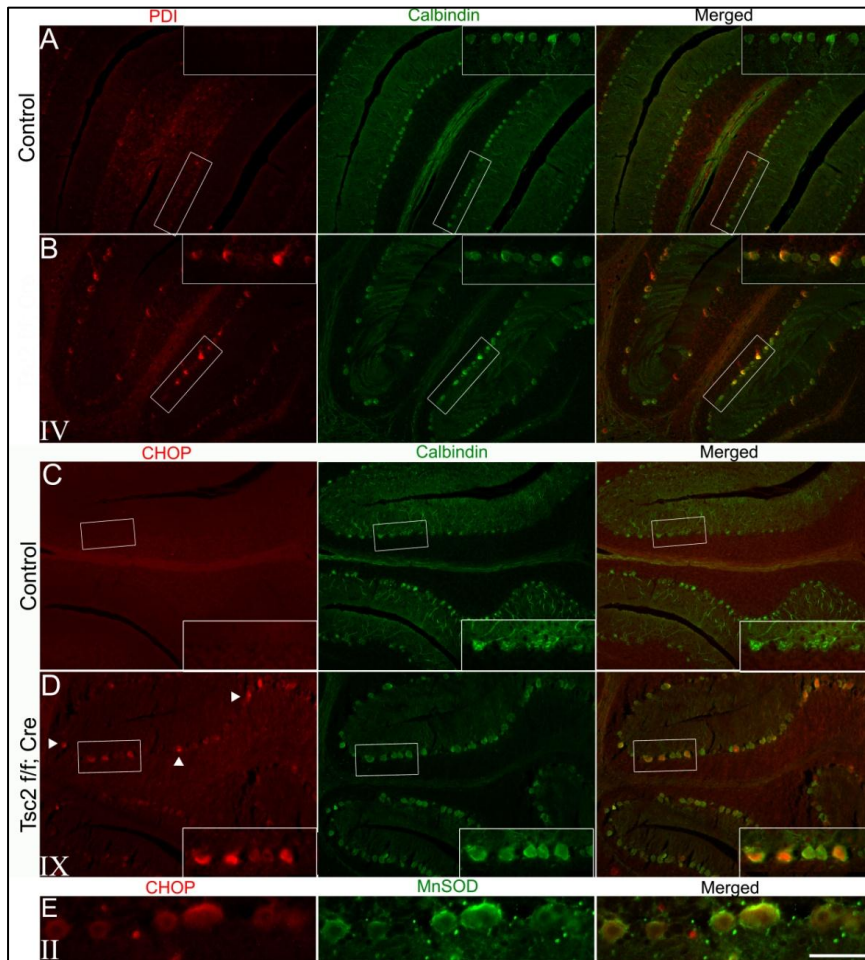 PDI Calbindin Merged
A
Control
B
IV
CHOP Calbindin Merged
C
Control
D
Tsc2 f/f; Cre
IX
CHOP MnSOD Merged
E
II